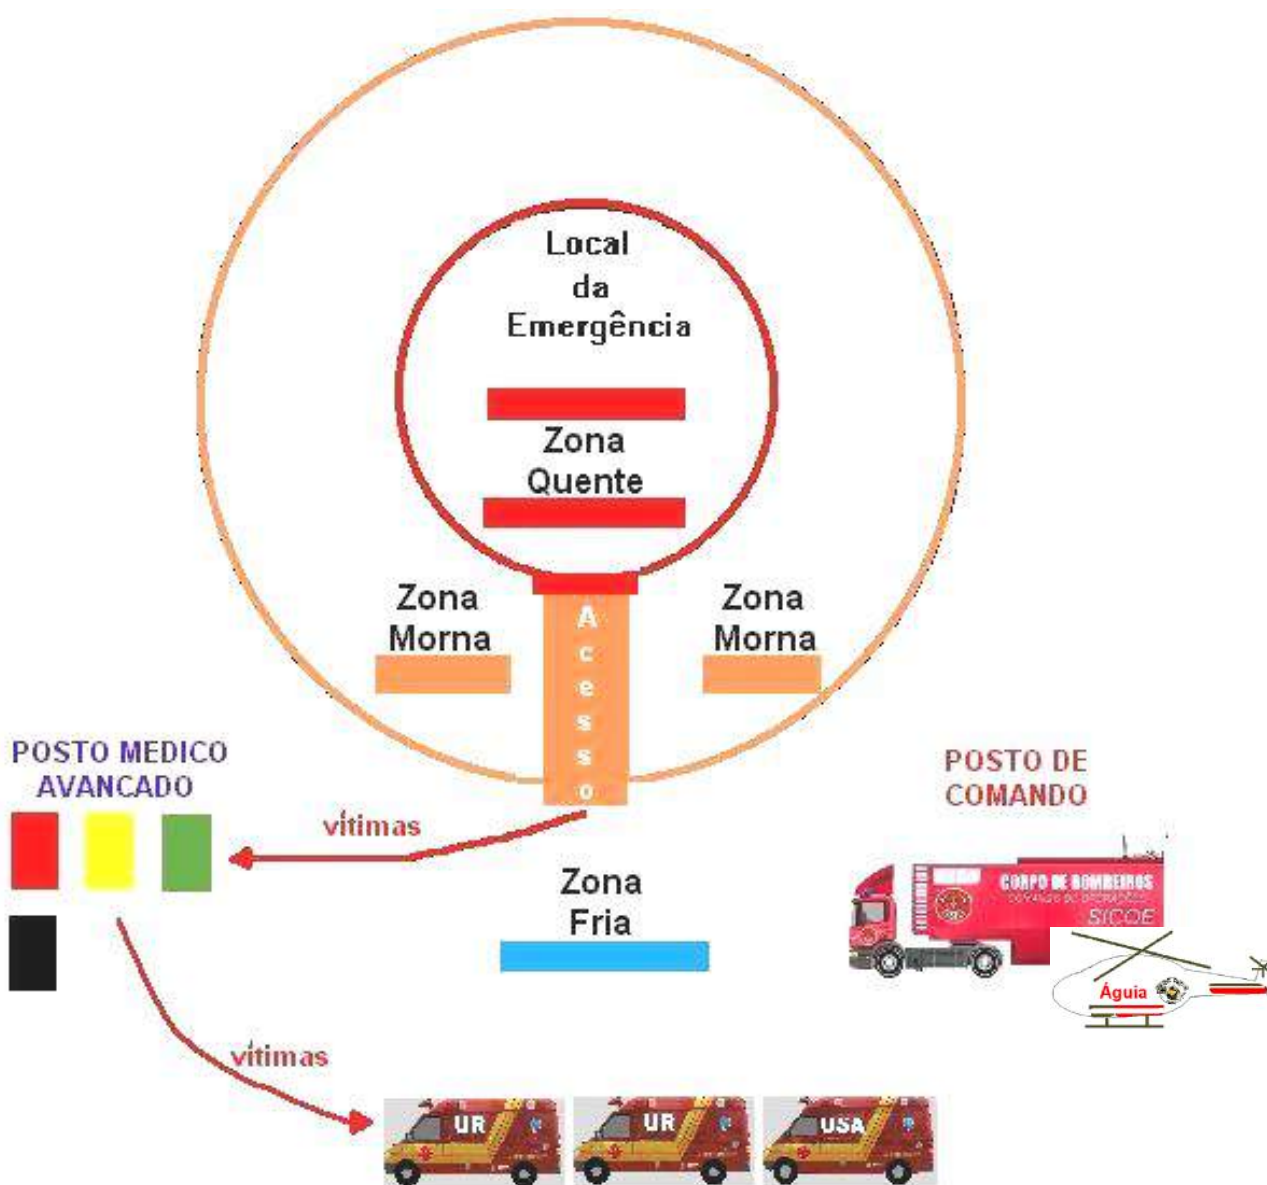 Local
da
Emergência
Zona
Quente
Zona
Morna
Zona
Morna
Acesso
POSTO MEDICO
AVANCADO
vítimas
Zona
Fria
POSTO DE
COMANDO
CORPO DE BOMBEIROS
SICOE
Águia
vítimas
UR
UR
USA